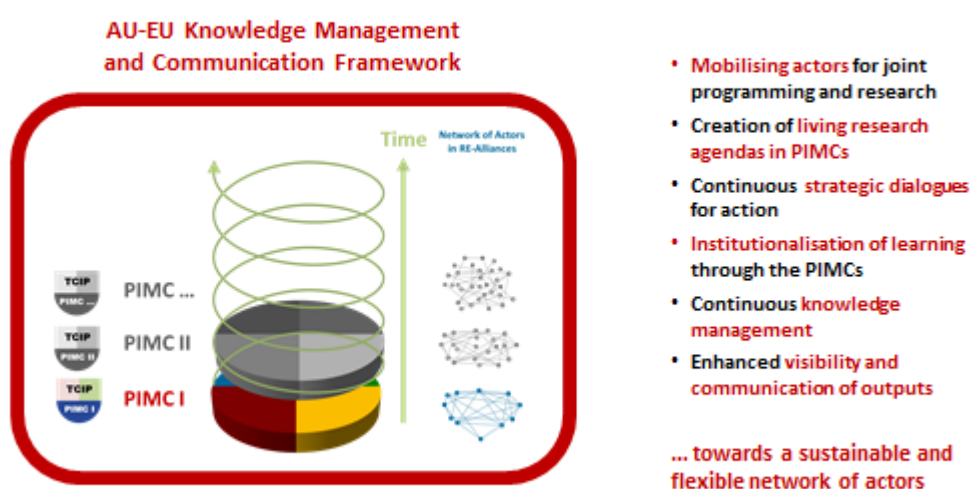 AU-EU Knowledge Management
and Communication Framework
Time
Network of Actors
in RE-Alliances
TCIP
PIMC ...
PIMC ...
TCIP
PIMC II
PIMC II
TCIP
PIMC I
PIMC I
• Mobilising actors for joint
programming and research
• Creation of living research
agendas in PIMCs
• Continuous strategic dialogues
for action
• Institutionalisation of learning
through the PIMCs
• Continuous knowledge
management
• Enhanced visibility and
communication of outputs
... towards a sustainable and
flexible network of actors